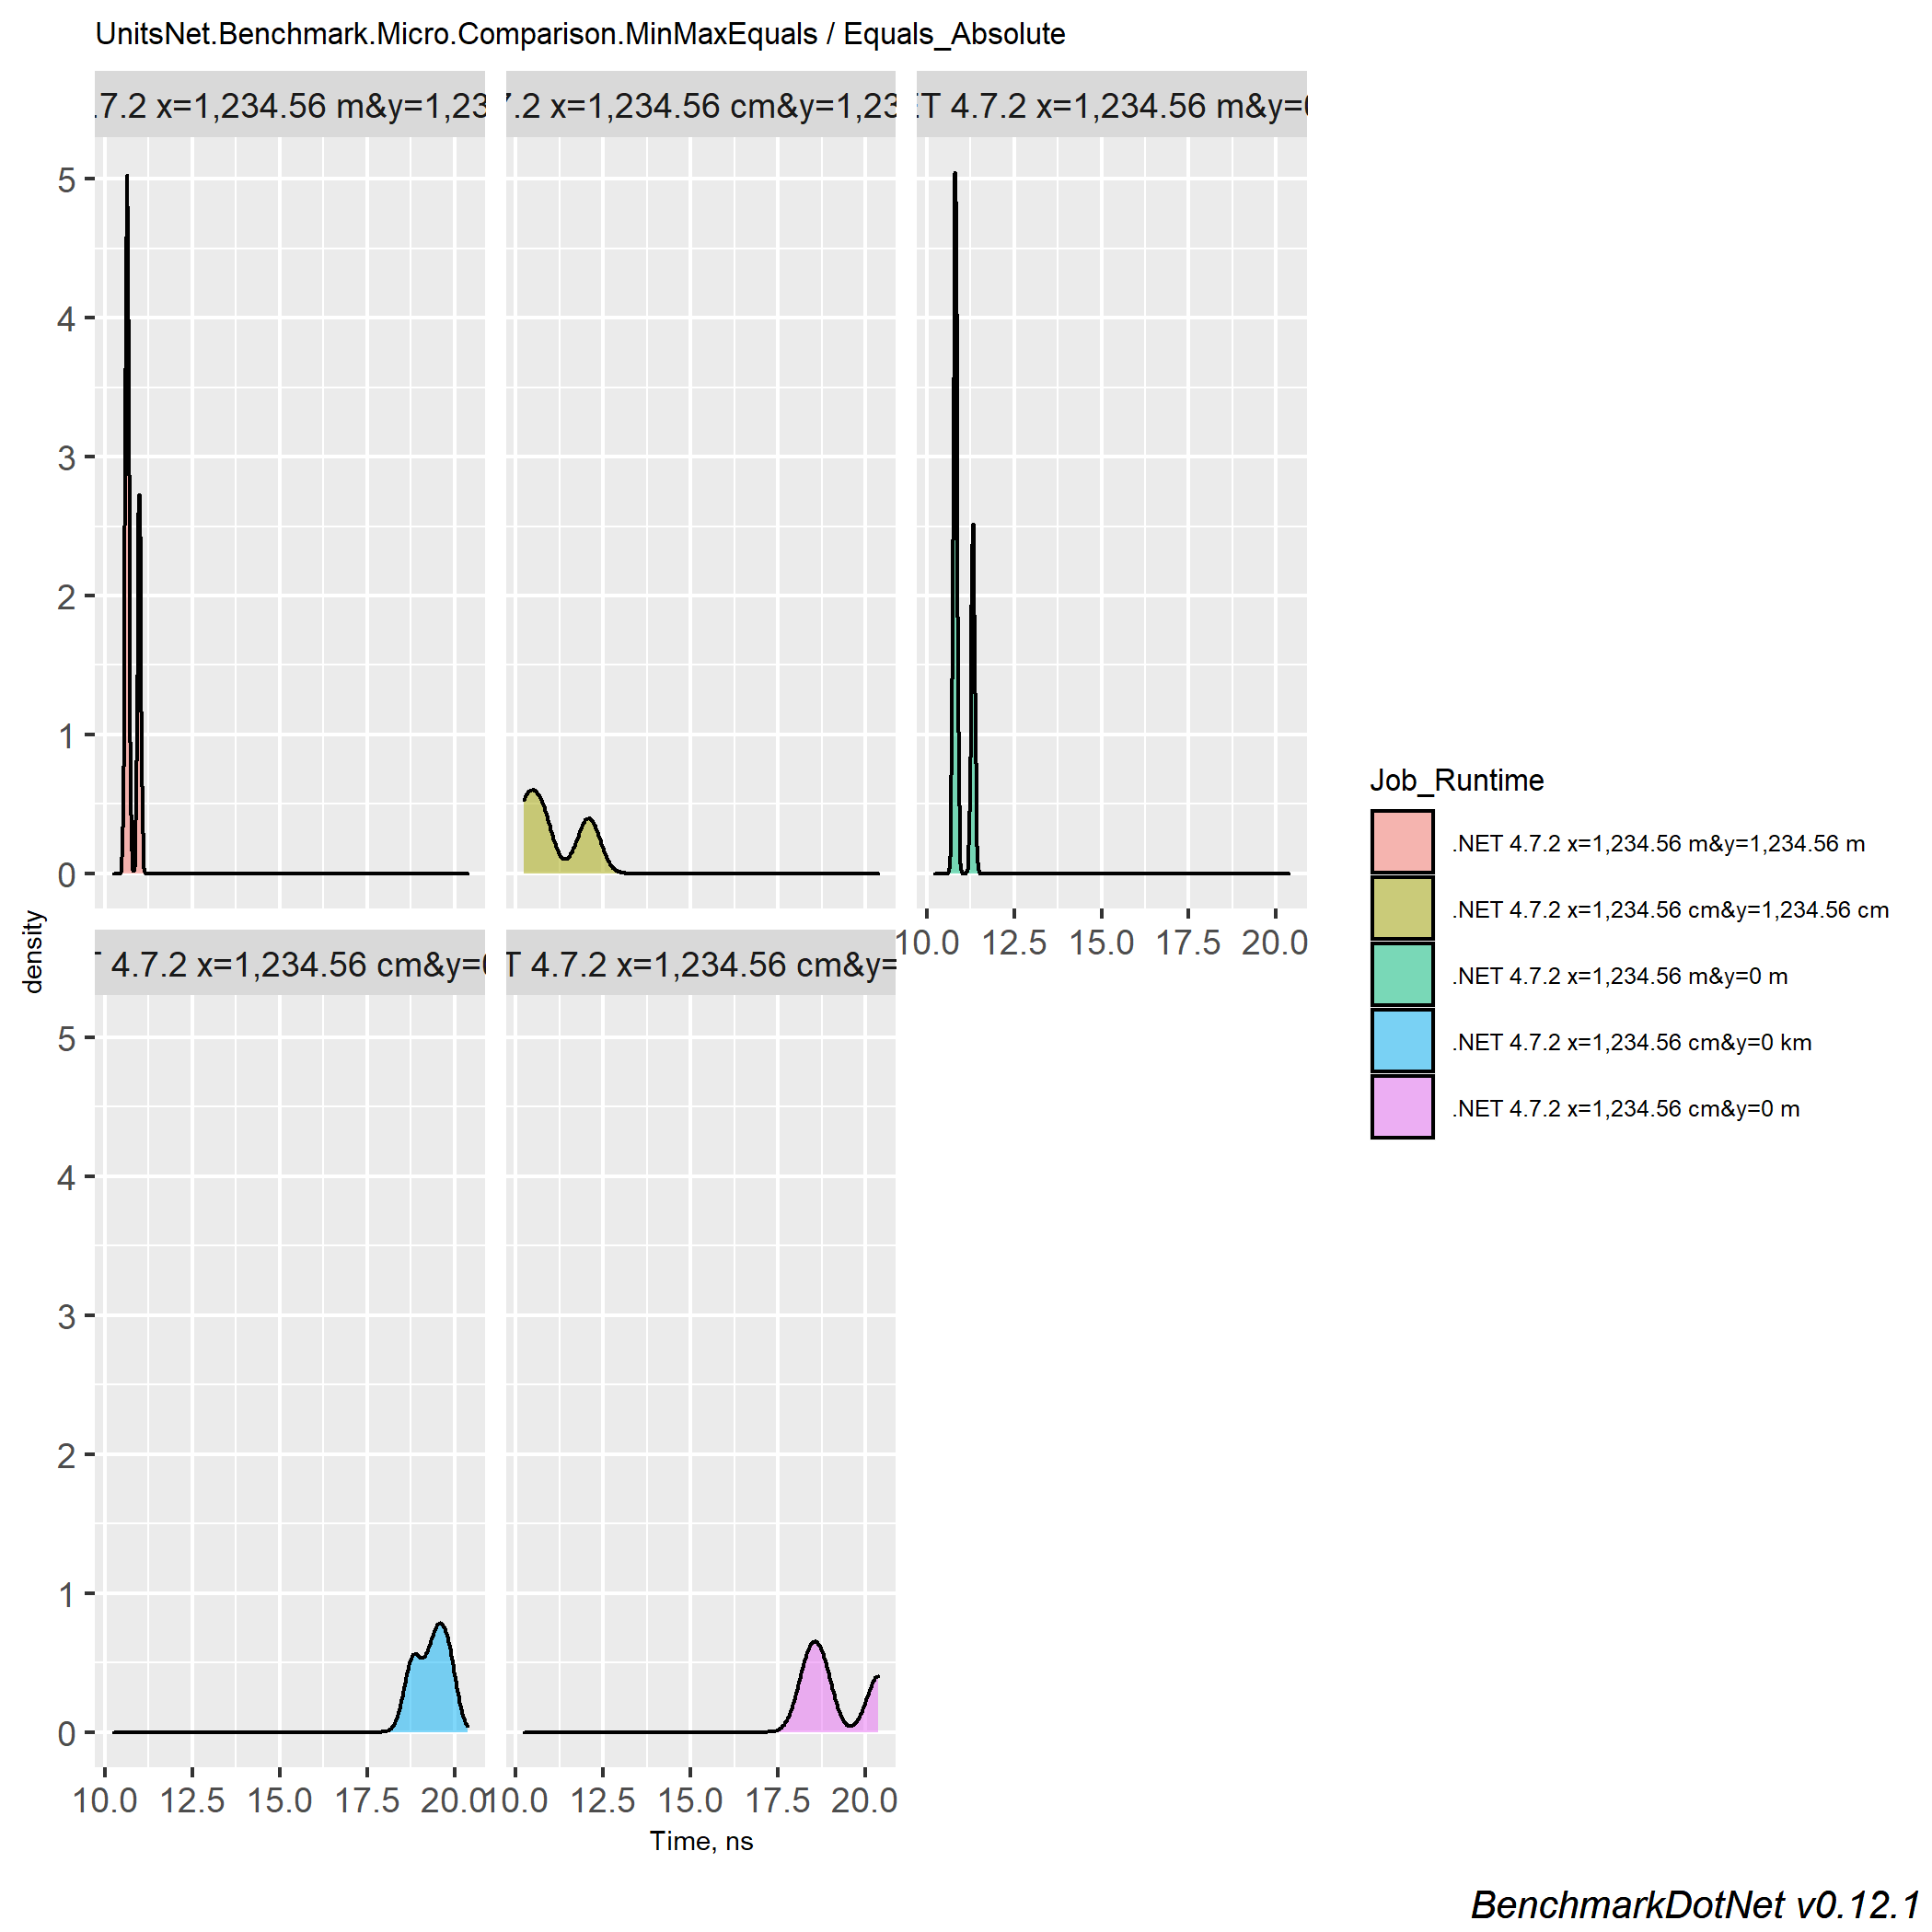 UnitsNet.Benchmark.Micro.Comparison.MinMaxEquals / Equals_Absolute
.7.2 x=1,234.56 m&y=1,23
7.2 x=1,234.56 cm&y=1,23
ET 4.7.2 x=1,234.56 m&y=0
5
4
3
2
1
0
10.0 12.5 15.0 17.5 20.0
density
T 4.7.2 x=1,234.56 cm&y=0
T 4.7.2 x=1,234.56 cm&y=
5
4
3
2
1
0
10.0 12.5 15.0 17.5 20.0
10.0 12.5 15.0 17.5 20.0
Time, ns
Job_Runtime
.NET 4.7.2 x=1,234.56 m&y=1,234.56 m
.NET 4.7.2 x=1,234.56 cm&y=1,234.56 cm
.NET 4.7.2 x=1,234.56 m&y=0 m
.NET 4.7.2 x=1,234.56 cm&y=0 km
.NET 4.7.2 x=1,234.56 cm&y=0 m
BenchmarkDotNet v0.12.1